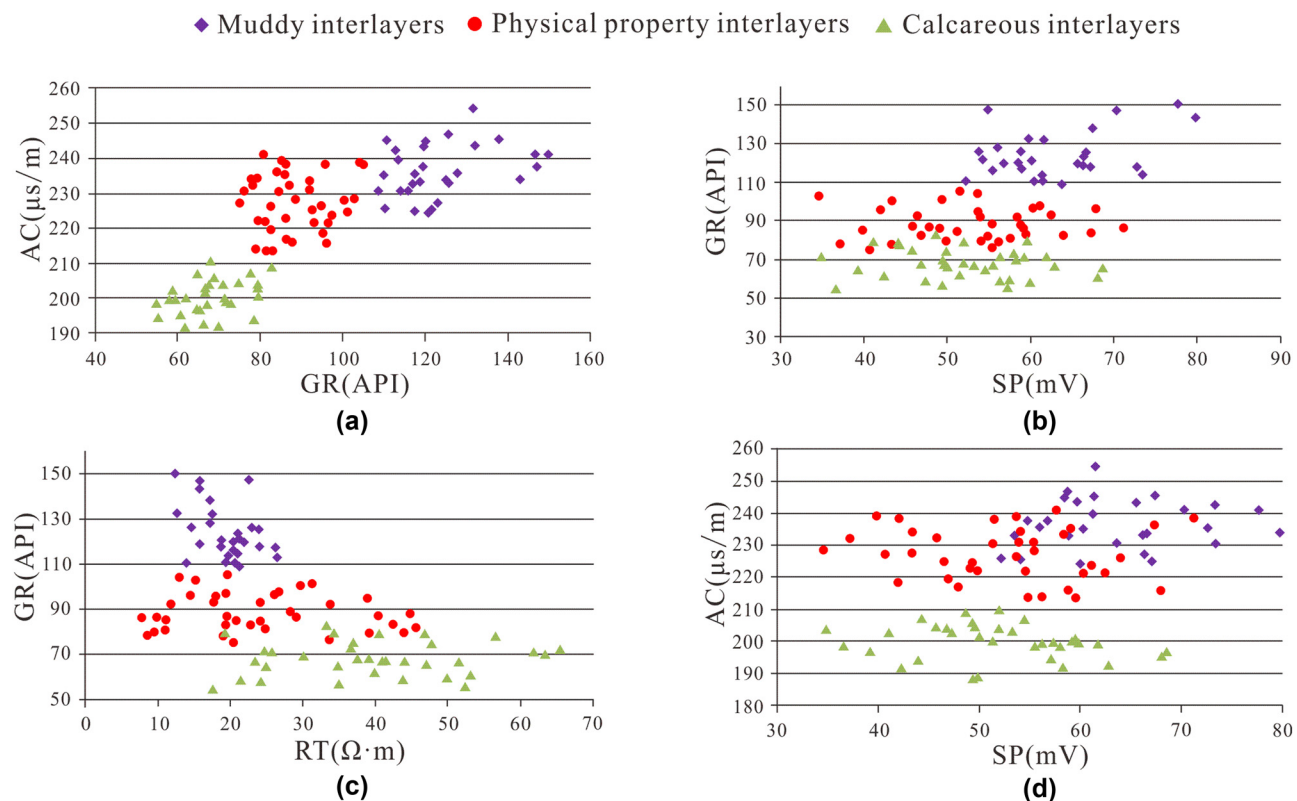 Muddy interlayers Physical property interlayers Calcareous interlayers
260
250
240
230
220
210
200
190
AC(μs/m)
40 60 80 100 120 140 160
GR(API)
(a)
150
130
110
90
70
50
30
GR(API)
30 40 50 60 70 80 90
SP(mV)
(b)
150
130
110
90
70
50
GR(API)
0 10 20 30 40 50 60 70
RT(Ω·m)
(c)
260
250
240
230
220
210
200
190
180
AC(μs/m)
30 40 50 60 70 80
SP(mV)
(d)